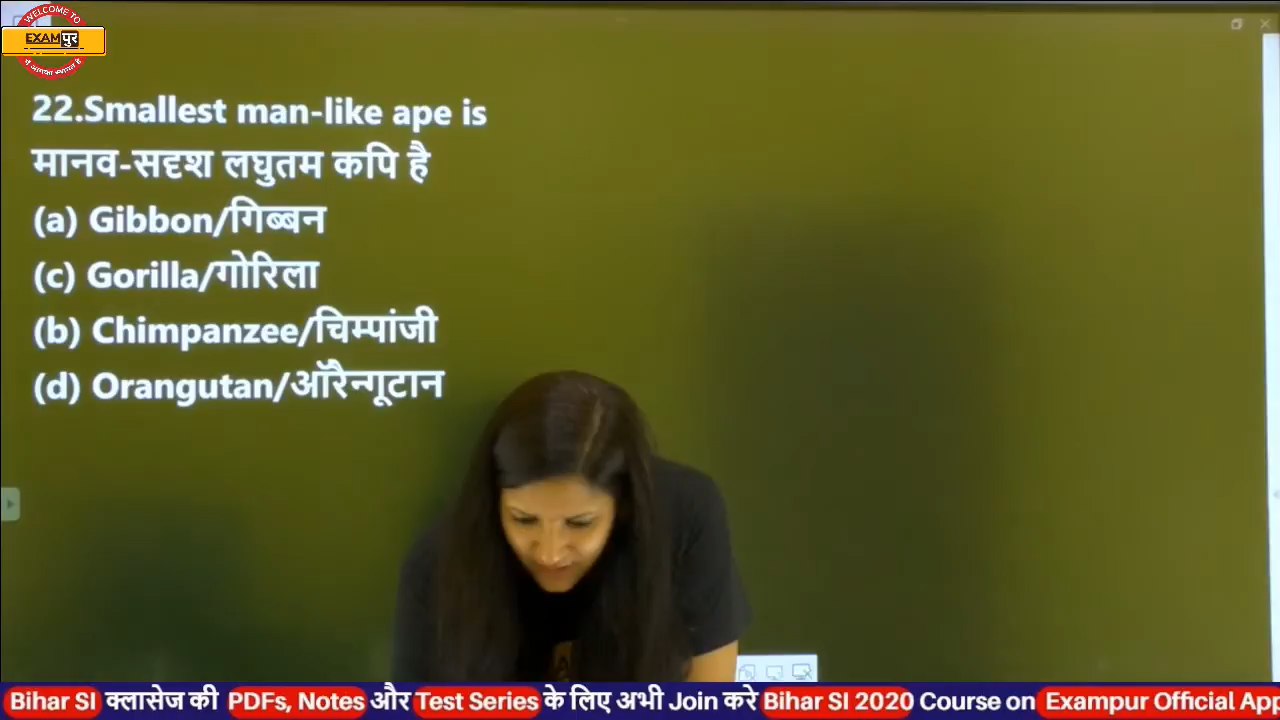 WELCOME TO
EXAMपुर
22.Smallest man-like ape is
मानव-सदृश लघुतम कपि है
(a) Gibbon/गिब्बन
(c) Gorilla/गोरिला
(b) Chimpanzee/चिम्पांजी
(d) Orangutan/ऑरैन्गूटान
Bihar SI क्लासेज की PDFs, Notes और Test Series के लिए अभी Join करे Bihar SI 2020 Course on Exampur Official App